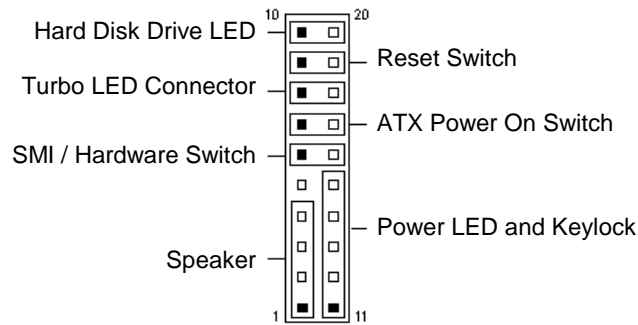 10 20
Hard Disk Drive LED
Reset Switch
Turbo LED Connector
ATX Power On Switch
SMI / Hardware Switch
Power LED and Keylock
Speaker
1 11